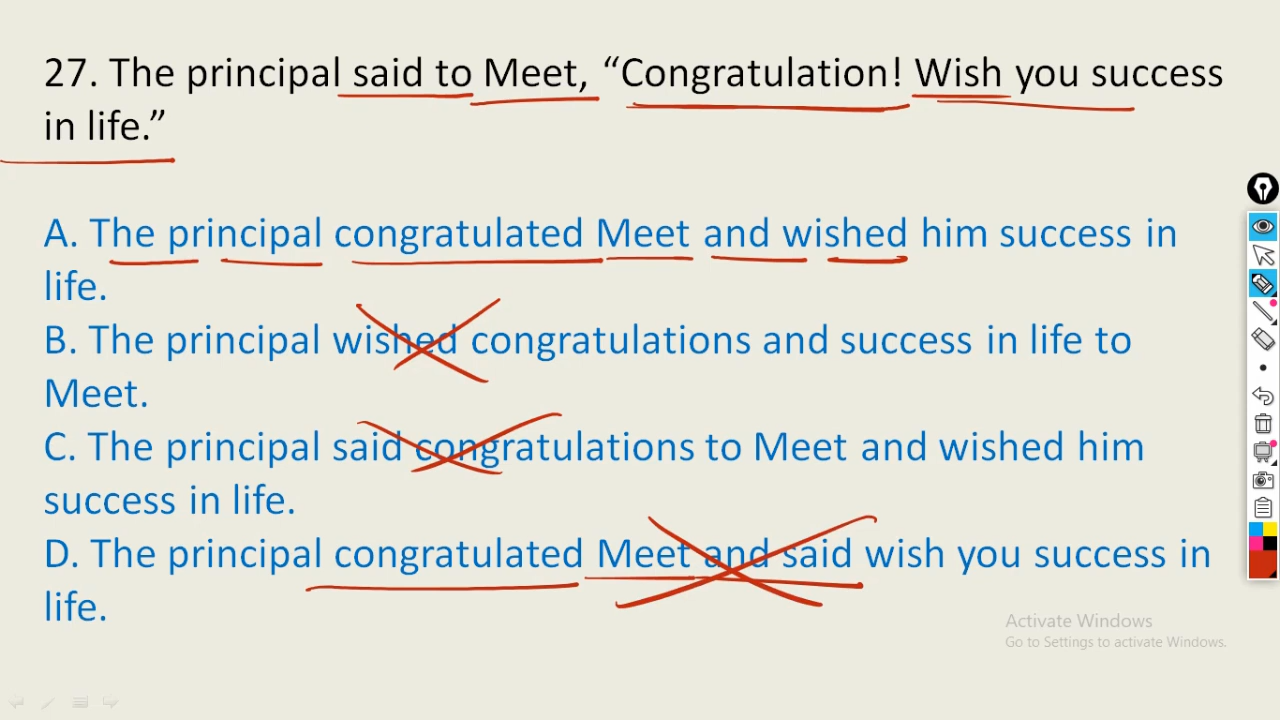 27. The principal said to Meet, “Congratulation! Wish you success
in life.”
A. The principal congratulated Meet and wished him success in
life.
B. The principal wished congratulations and success in life to
Meet.
C. The principal said congratulations to Meet and wished him
success in life.
D. The principal congratulated Meet and said wish you success in
life.
Activate Windows
Go to Settings to activate Windows.